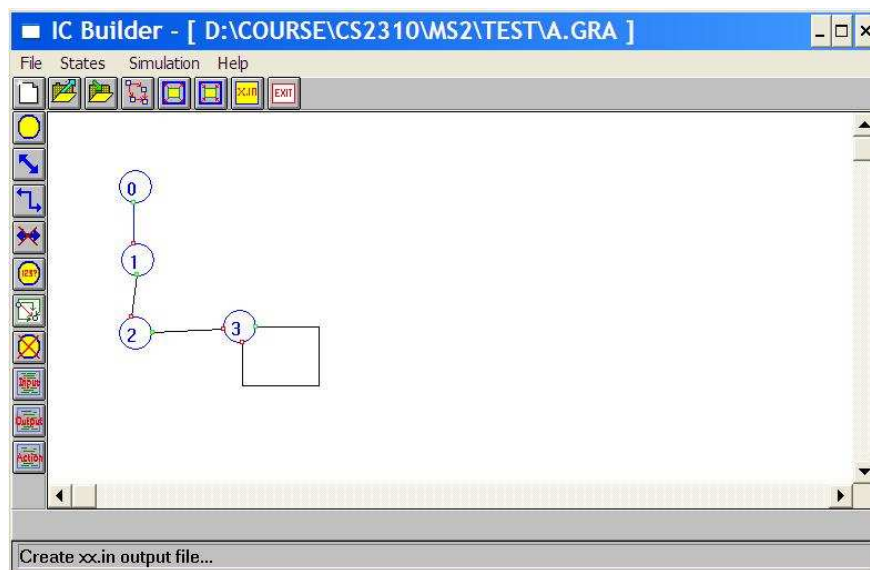 IC Builder - [ D:\COURSE\CS2310\MS2\TEST\A.GRA ]
File States Simulation Help
X.in EXIT
0
1
123?
2 3
Input
Output
Action
Create xx.in output file...